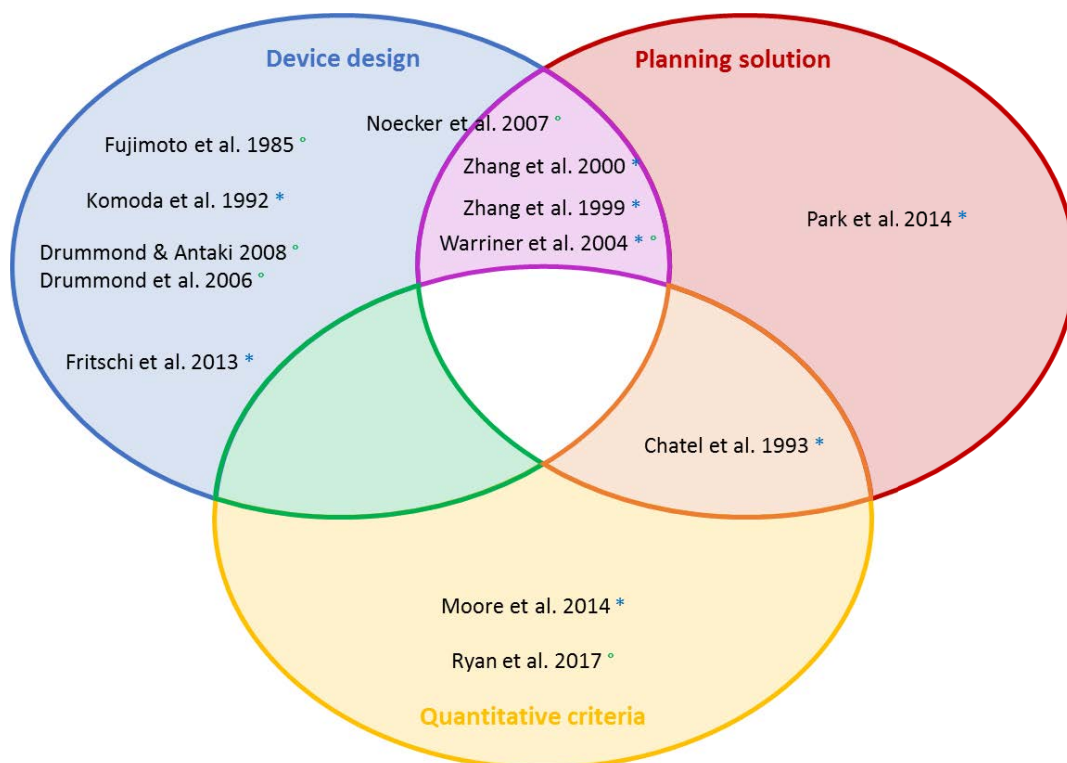 Device design
Planning solution
Noecker et al. 2007 °
Fujimoto et al. 1985 °
Zhang et al. 2000 *
Komoda et al. 1992 *
Zhang et al. 1999 *
Park et al. 2014 *
Warriner et al. 2004 * °
Drummond & Antaki 2008 °
Drummond et al. 2006 °
Fritschi et al. 2013 *
Chatel et al. 1993 *
Moore et al. 2014 *
Ryan et al. 2017 °
Quantitative criteria